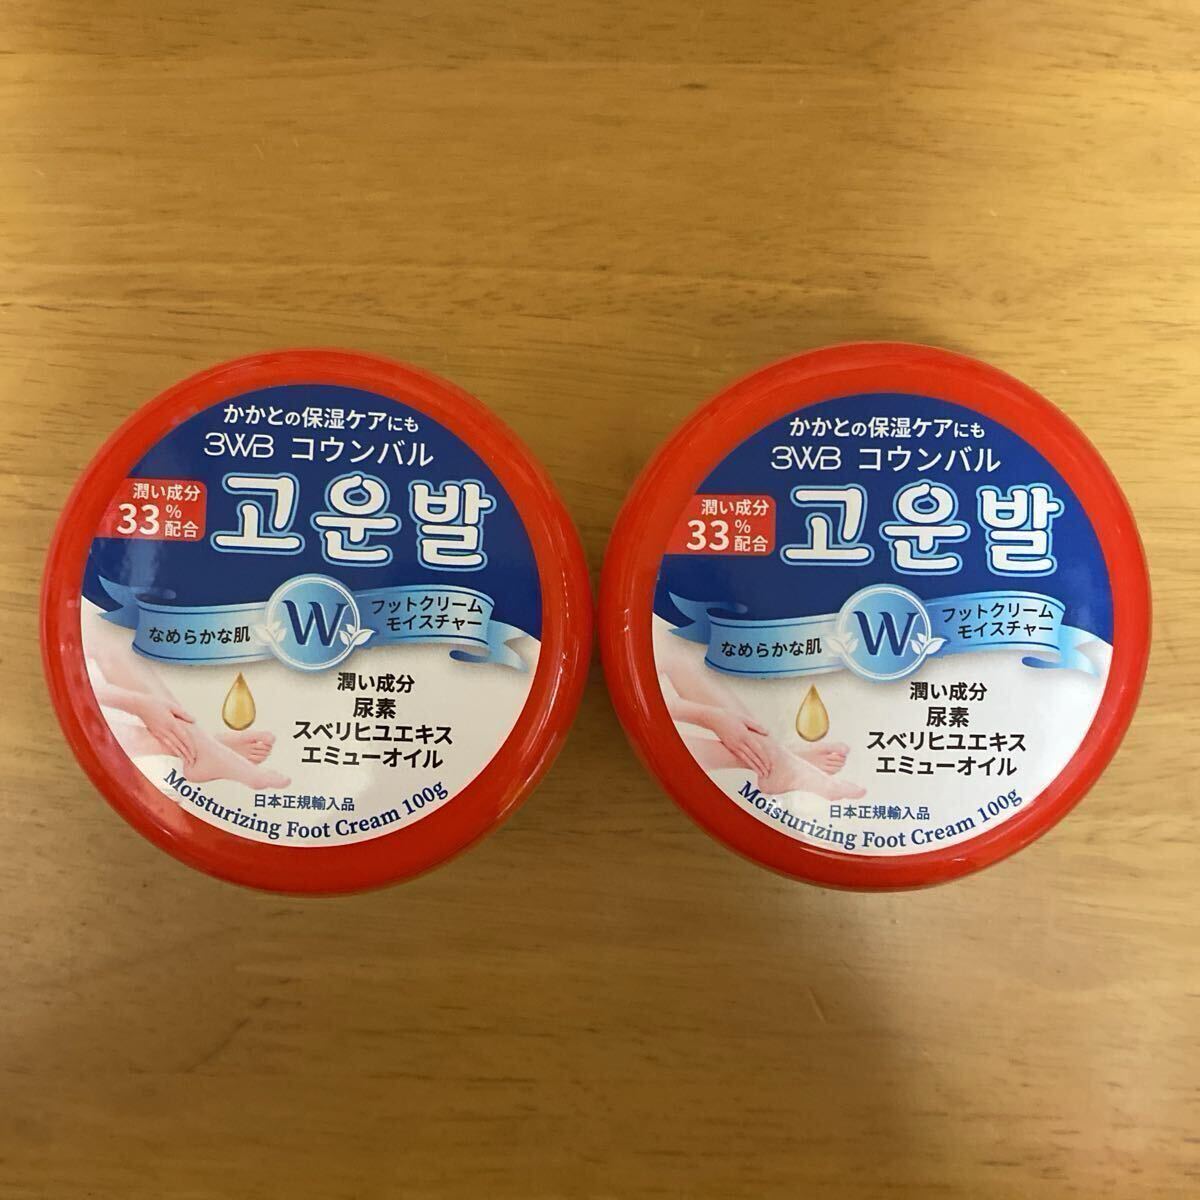 かかとの保湿ケアにも
3WB コウンバル
潤い成分
33%配合
고운발
なめらかな肌
W
フットクリーム
モイスチャー
潤い成分
尿素
スベリヒユエキス
エミューオイル
日本正規輸入品
Moisturizing Foot Cream 100g
かかとの保湿ケアにも
3WB コウンバル
潤い成分
33%配合
고운발
なめらかな肌
W
フットクリーム
モイスチャー
潤い成分
尿素
スベリヒユエキス
エミューオイル
日本正規輸入品
Moisturizing Foot Cream 100g